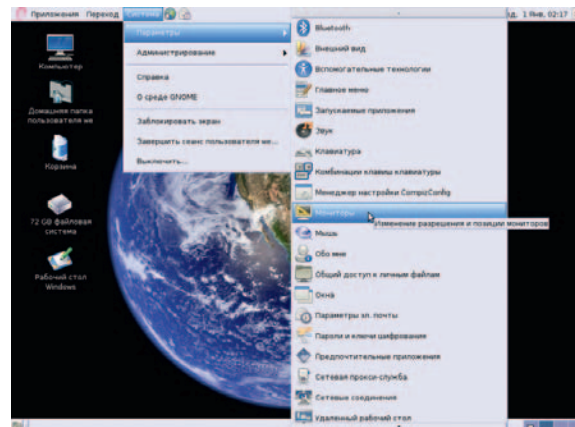 Приложения Переход Система
нд, 1 Янв, 02:17
Компьютер
Домашняя папка
пользователя me
Корзина
72 GB файловая
система
Рабочий стол
Windows
Параметры
Администрирование
Справка
О среде GNOME
Заблокировать экран
Завершить сеанс пользователя me...
Выключить...
Bluetooth
Внешний вид
Вспомогательные технологии
Главное меню
Запускаемые приложения
Звук
Клавиатура
Комбинации клавиш клавиатуры
Менеджер настройки CompizConfig
Мониторы
Изменение разрешения и позиции мониторов
Мышь
Обо мне
Общий доступ к личным файлам
Окна
Параметры эл. почты
Пароли и ключи шифрования
Предпочтительные приложения
Сетевая прокси-служба
Сетевые соединения
Удаленный рабочий стол